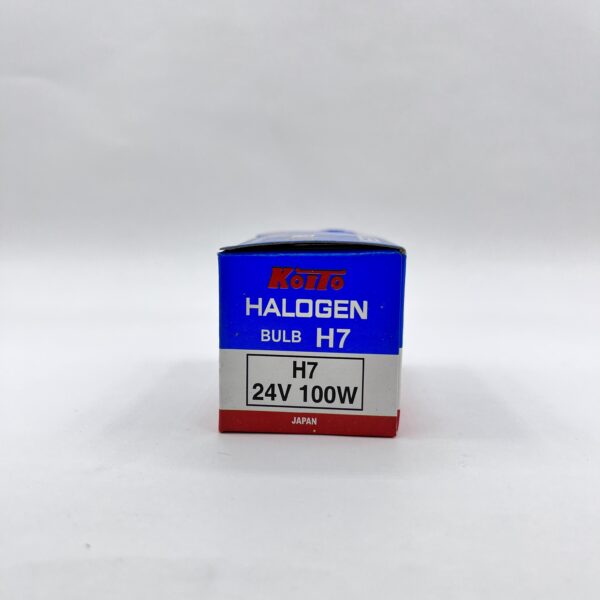 KOITO
HALOGEN
BULB H7
H7
24V 100W
JAPAN